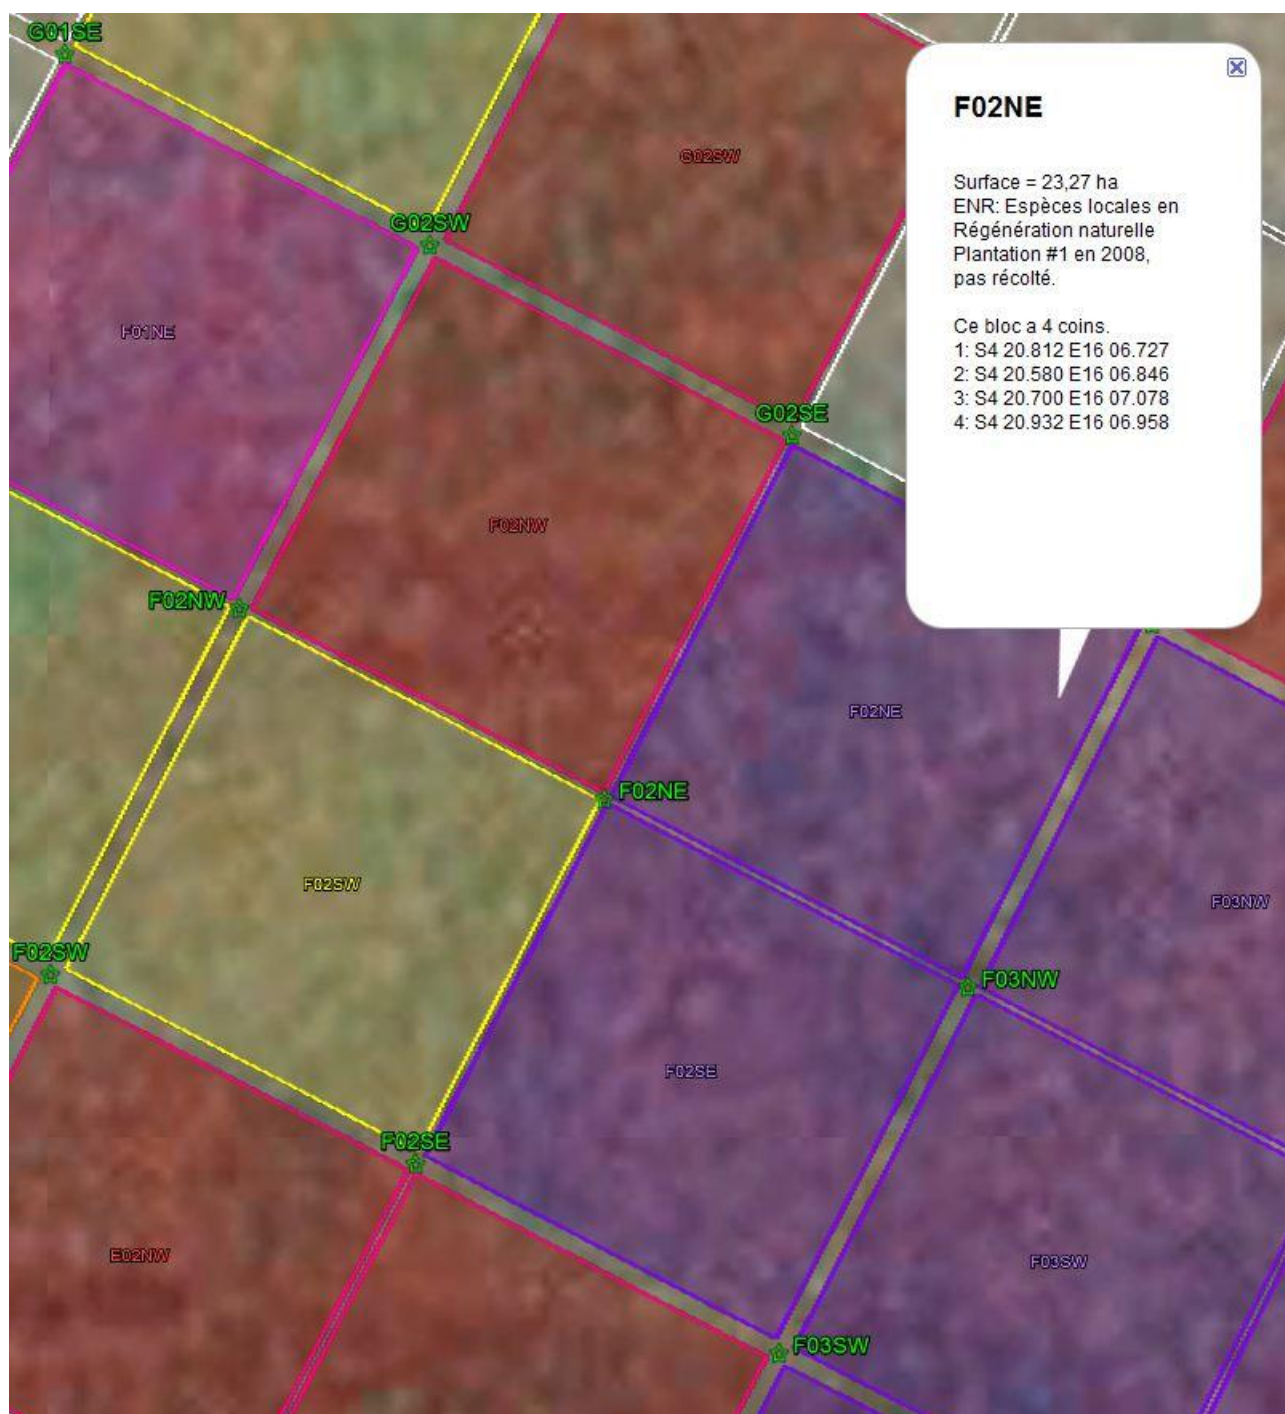 G01SE
F02NE
Surface = 23,27 ha
ENR: Espèces locales en
Régénération naturelle
Plantation #1 en 2008,
pas récolté.
Ce bloc a 4 coins.
1: S4 20.812 E16 06.727
2: S4 20.580 E16 06.846
3: S4 20.700 E16 07.078
4: S4 20.932 E16 06.958
G02SW
G02SW
F01NE
G02SE
F02NW
F02NW
F02NE
F02NE
F02SW
F03NW
F02SW
F03NW
F02SE
F02SE
E02NW
F03SW
F03SW